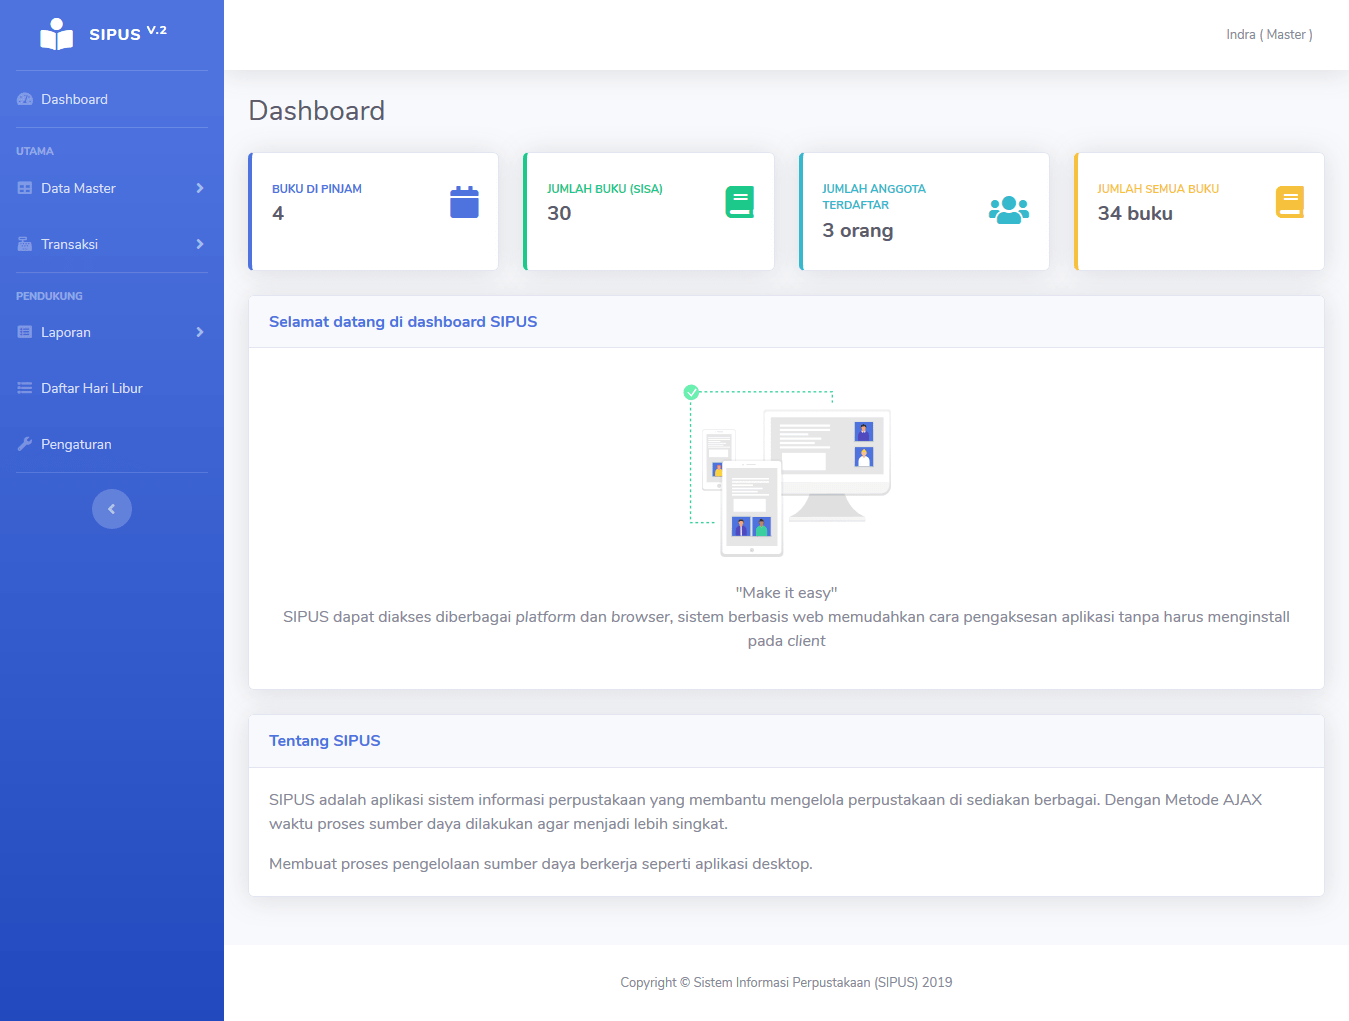 SIPUS V.2
Indra ( Master )
Dashboard
UTAMA
Data Master
Transaksi
PENDUKUNG
Laporan
Daftar Hari Libur
Pengaturan
Dashboard
BUKU DI PINJAM
4
JUMLAH BUKU (SISA)
30
JUMLAH ANGGOTA
TERDAFTAR
3 orang
JUMLAH SEMUA BUKU
34 buku
Selamat datang di dashboard SIPUS
"Make it easy"
SIPUS dapat diakses diberbagai platform dan browser, sistem berbasis web memudahkan cara pengaksesan aplikasi tanpa harus menginstall
pada client
Tentang SIPUS
SIPUS adalah aplikasi sistem informasi perpustakaan yang membantu mengelola perpustakaan di sediakan berbagai. Dengan Metode AJAX
waktu proses sumber daya dilakukan agar menjadi lebih singkat.
Membuat proses pengelolaan sumber daya berkerja seperti aplikasi desktop.
Copyright © Sistem Informasi Perpustakaan (SIPUS) 2019